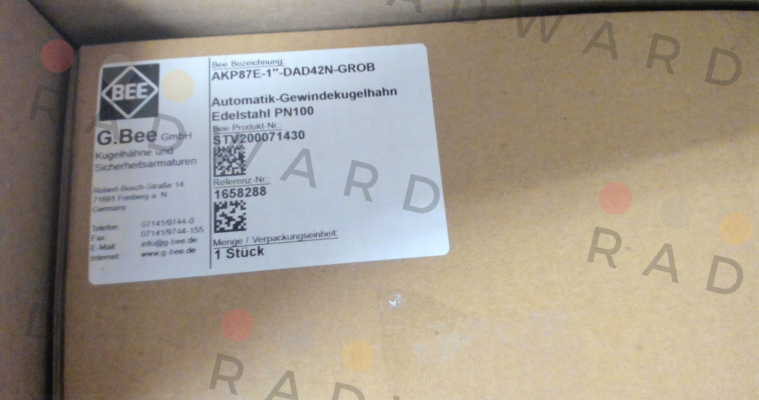 BEE
G.Bee GmbH
Kugelhähne und
Sicherheitsarmaturen
Robert-Bosch-Straße 14
71691 Freiberg a. N.
Germany
Telefon: 07141/9744-0
Fax: 07141/9744-155
E-Mail: info@g-bee.de
Internet: www.g-bee.de
Bee Bezeichnung:
AKP87E-1"-DAD42N-GROB
Automatik-Gewindekugelhahn
Edelstahl PN100
Bee Produkt-Nr.:
STV200071430
Referenz-Nr.:
1658288
Menge / Verpackungseinheit:
1 Stück
RADWARD
RADWARD
RAD
RADWARD